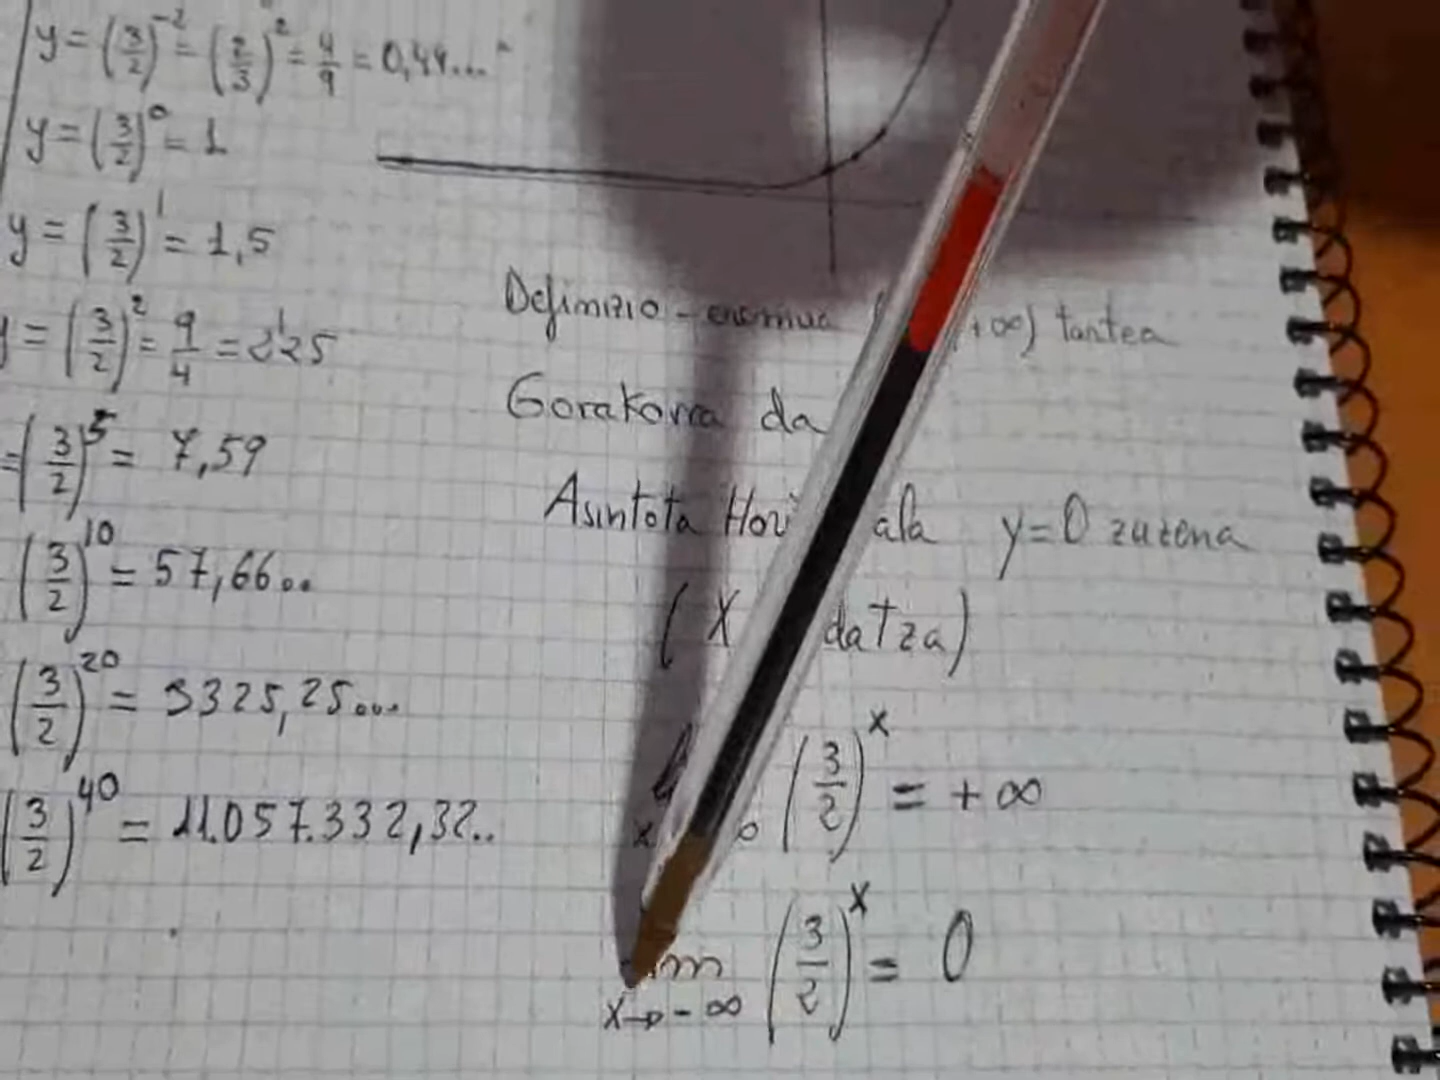 y = (3/2)^-2 = (2/3)^2 = 4/9 = 0,44...
y = (3/2)^0 = 1
y = (3/2)^1 = 1,5
y = (3/2)^2 = 9/4 = 2'25
= (3/2)^5 = 7,59
(3/2)^10 = 57,66...
(3/2)^20 = 3325,25....
(3/2)^40 = 11.057.332,32..
Definizio-eremua +∞) tartea
Gorakorra da
Asintota y=0 zuzena
(X
(3/2)^x = +∞
x→-∞ (3/2)^x = 0